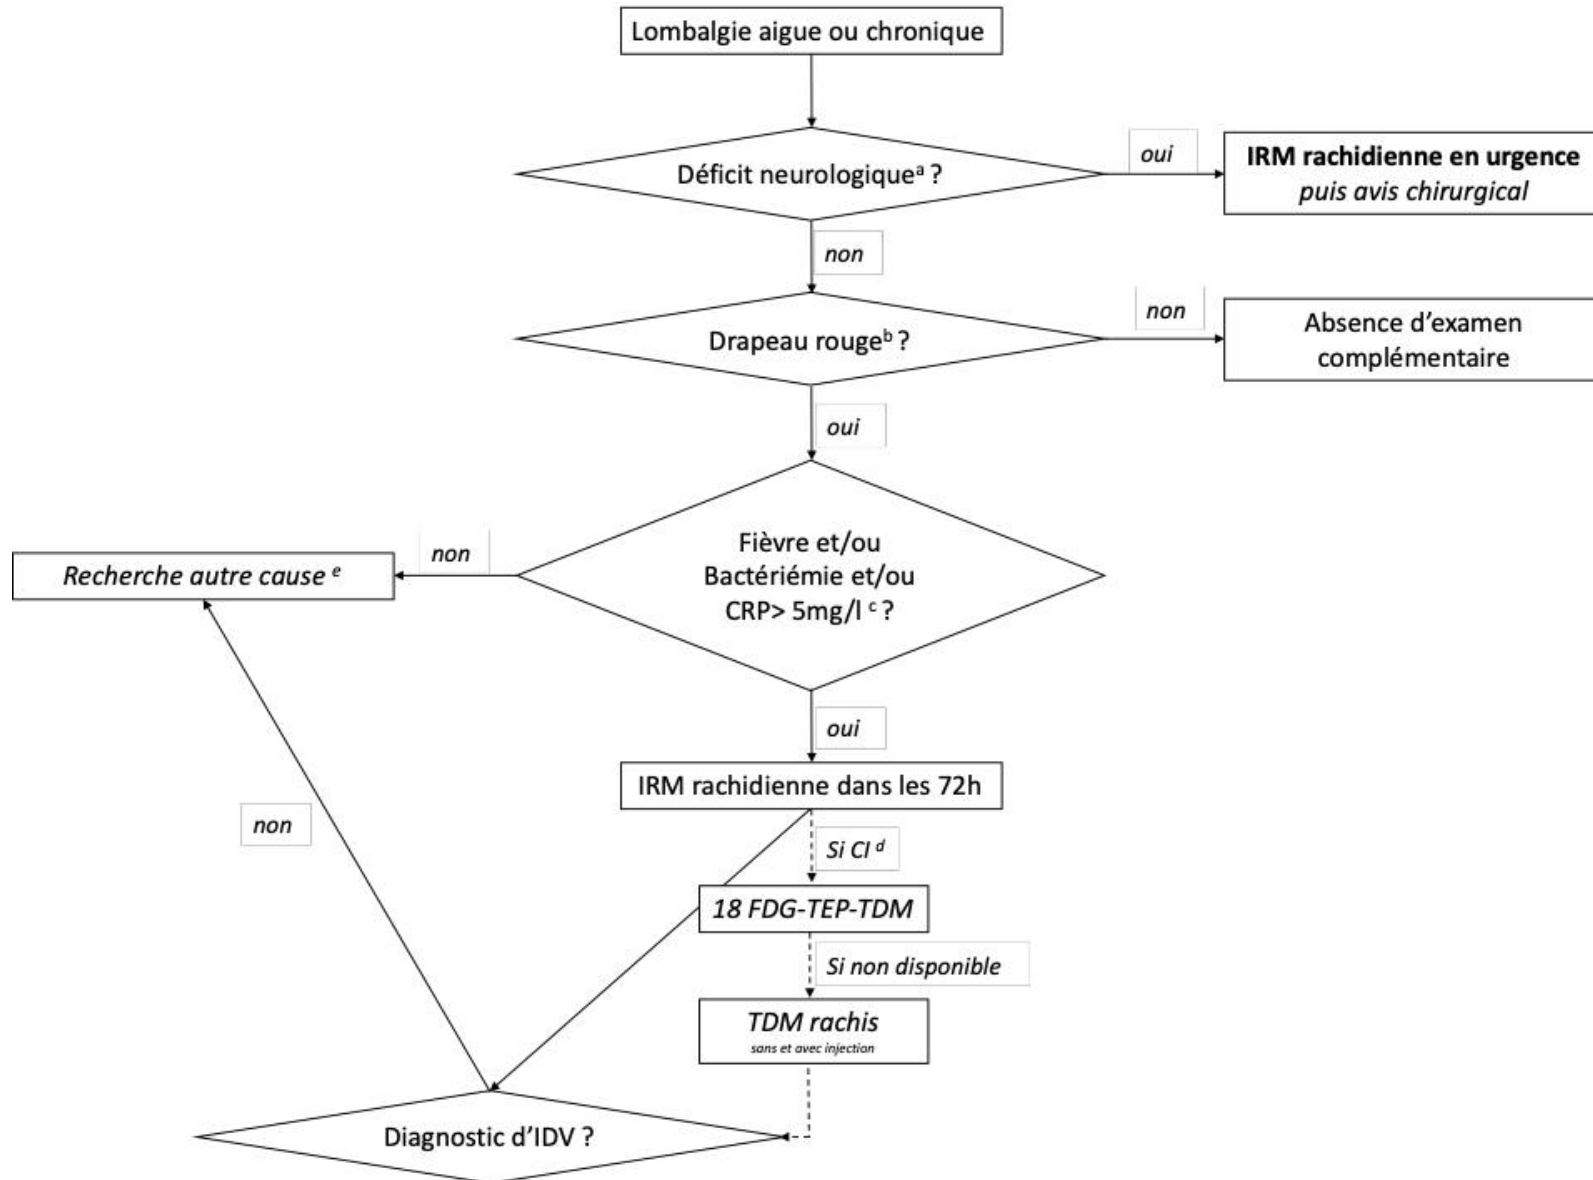 Lombalgie aigue ou chronique
Déficit neurologiqueᵃ ?
oui
IRM rachidienne en urgence
puis avis chirurgical
non
Drapeau rougeᵇ ?
non
Absence d’examen
complémentaire
oui
Fièvre et/ou
Bactériémie et/ou
CRP> 5mg/l ᶜ ?
non
Recherche autre cause ᵉ
oui
IRM rachidienne dans les 72h
non
Si CI ᵈ
18 FDG-TEP-TDM
Si non disponible
TDM rachis
sans et avec injection
Diagnostic d’IDV ?